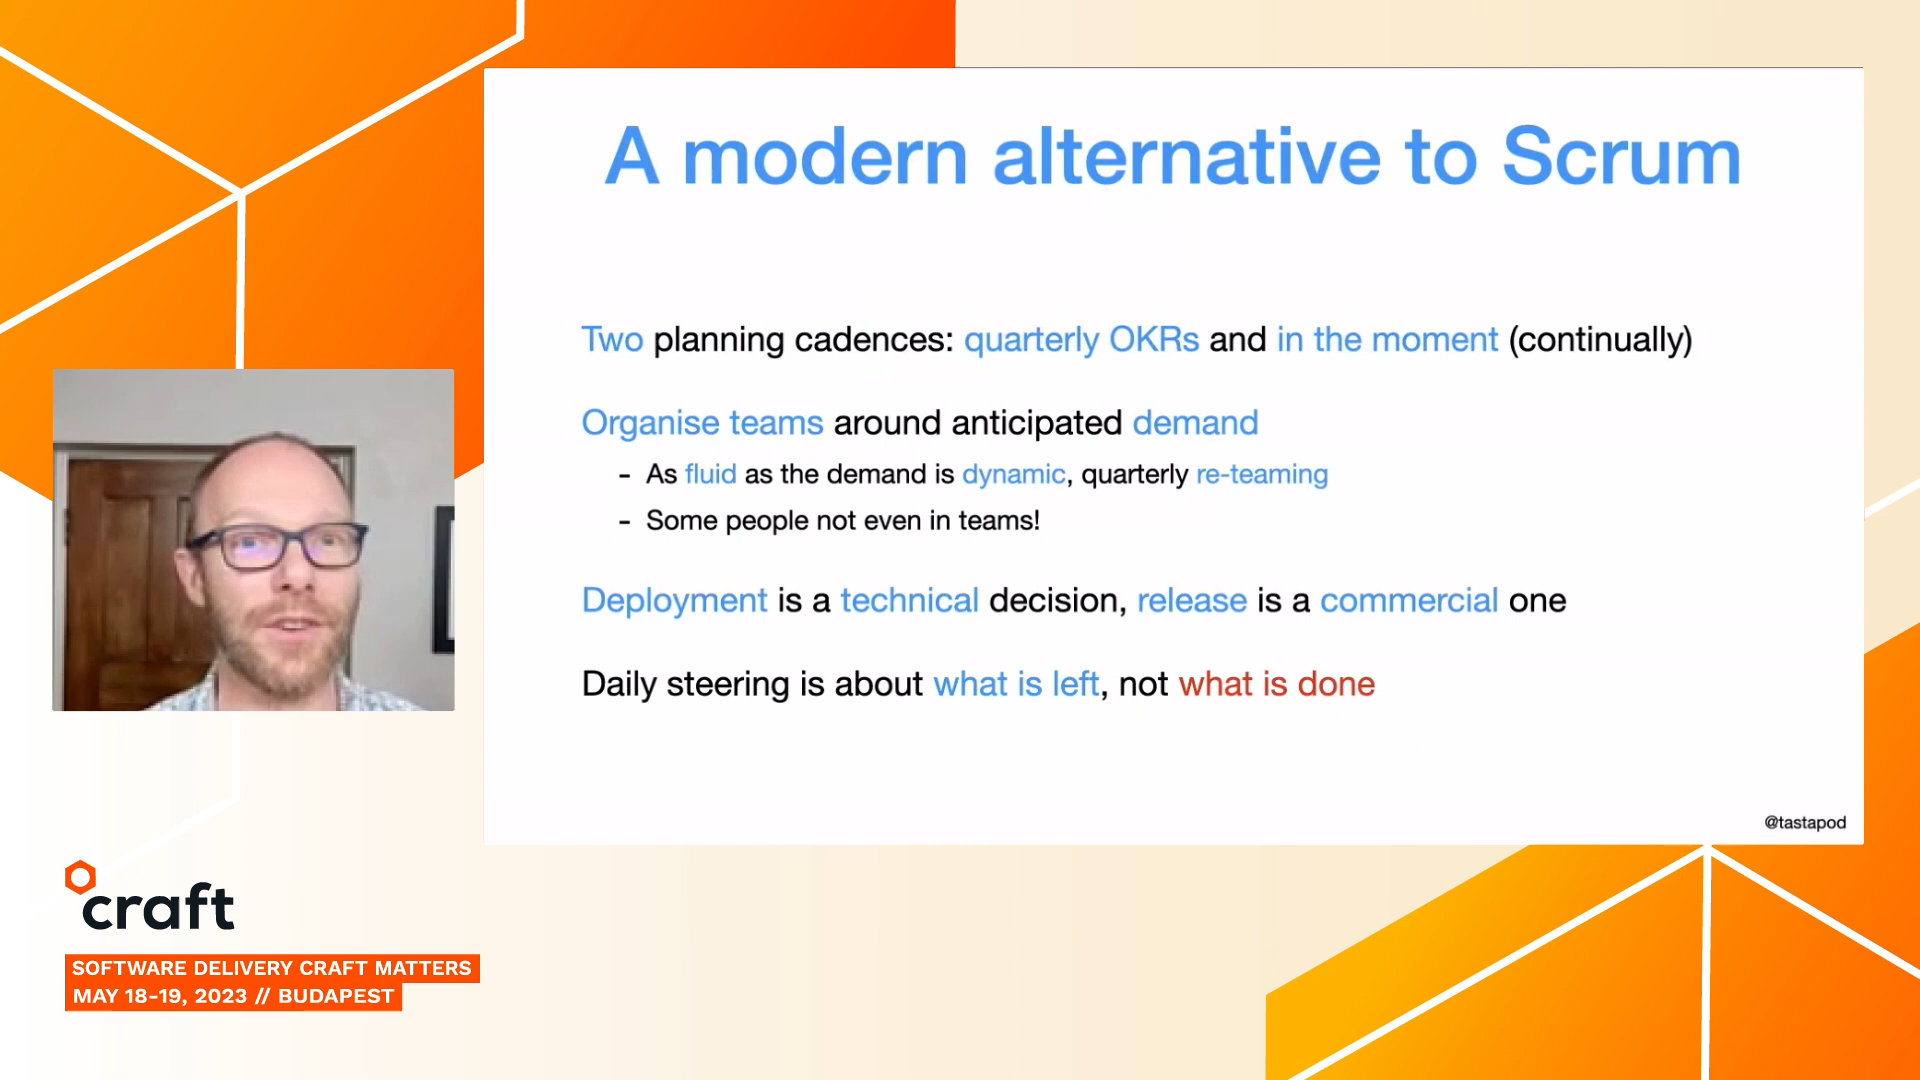 A modern alternative to Scrum
Two planning cadences: quarterly OKRs and in the moment (continually)
Organise teams around anticipated demand
- As fluid as the demand is dynamic, quarterly re-teaming
- Some people not even in teams!
Deployment is a technical decision, release is a commercial one
Daily steering is about what is left, not what is done
@tastapod
craft
SOFTWARE DELIVERY CRAFT MATTERS
MAY 18-19, 2023 // BUDAPEST